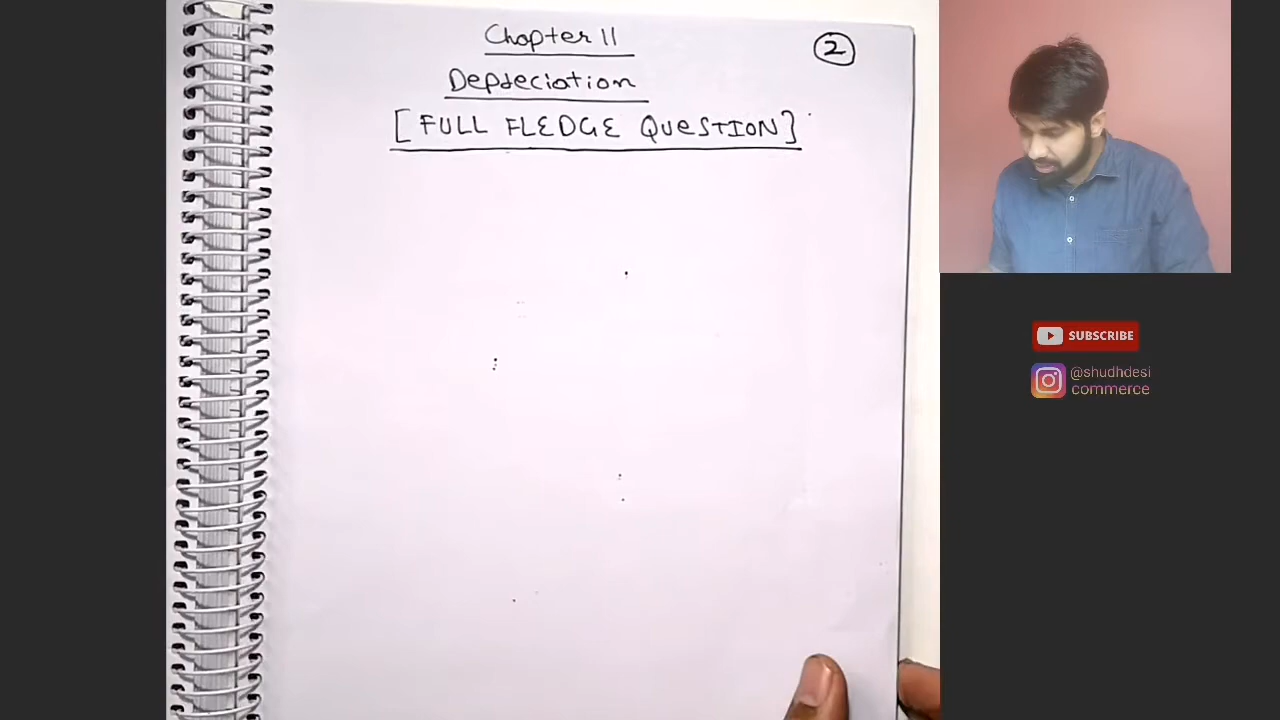 Chapter 11
2
Depreciation
[FULL FLEDGE QUESTION]
SUBSCRIBE
@shudhdesi
commerce